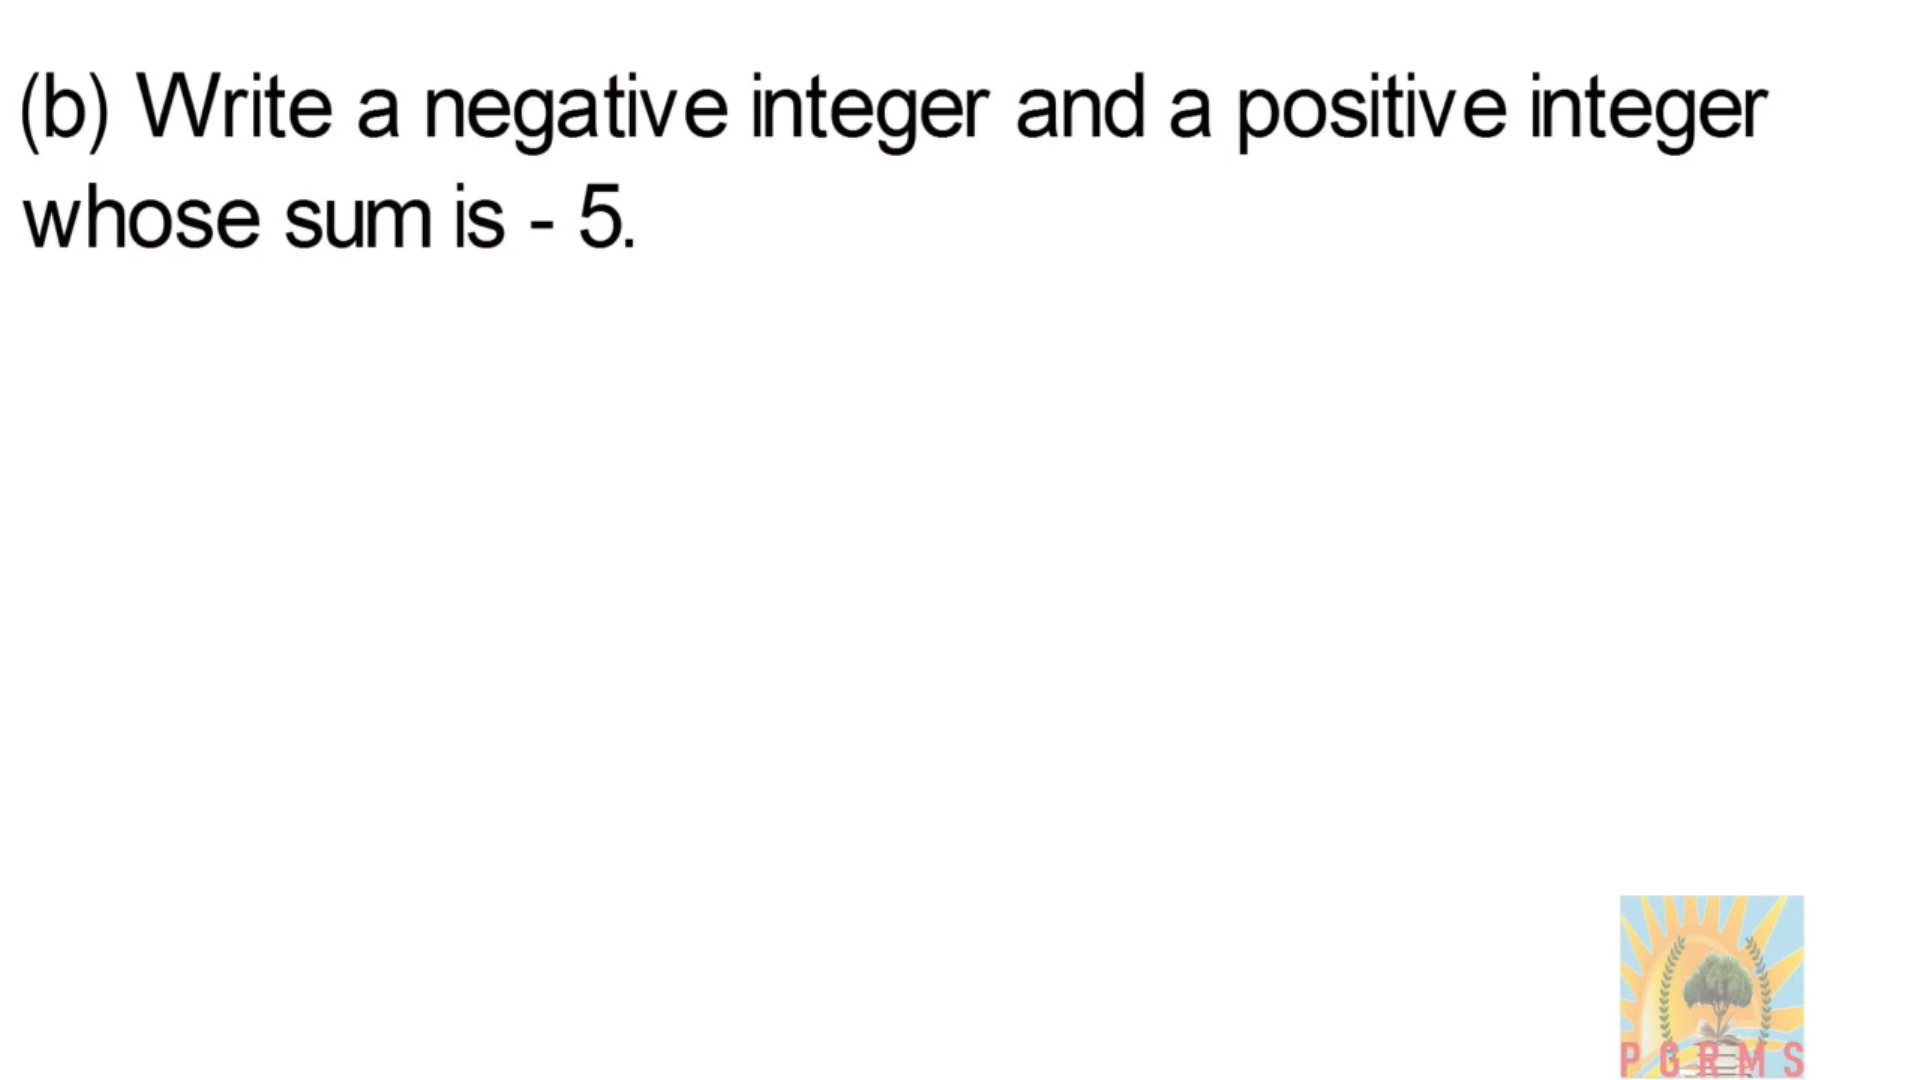 (b) Write a negative integer and a positive integer
whose sum is - 5.
P G R M S